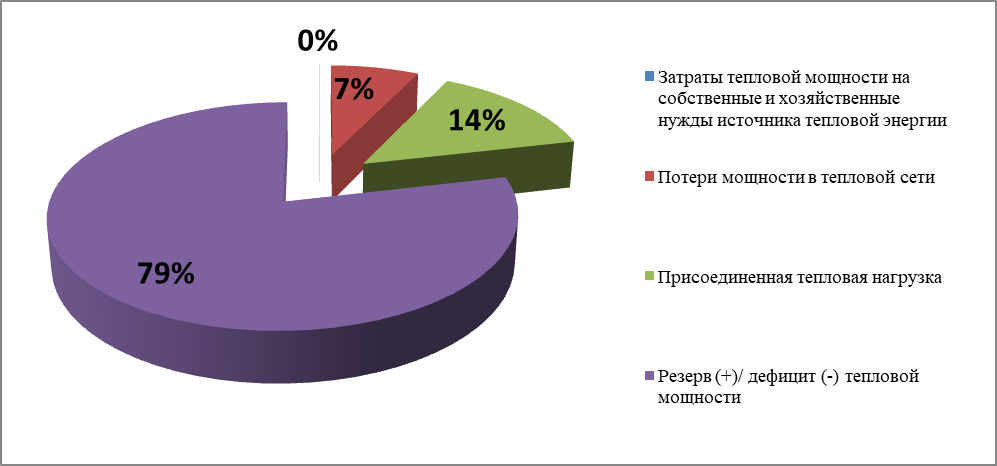 0%
7%
14%
79%
Затраты тепловой мощности на
собственные и хозяйственные
нужды источника тепловой энергии
Потери мощности в тепловой сети
Присоединенная тепловая нагрузка
Резерв (+)/ дефицит (-) тепловой
мощности